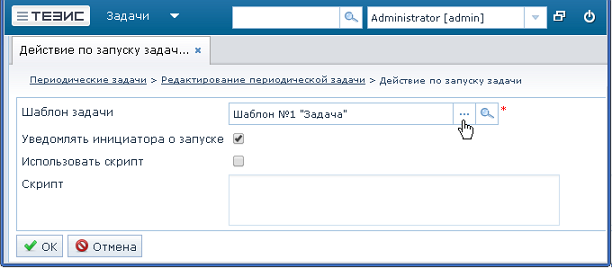 ТЕЗИС Задачи Administrator [admin]
Действие по запуску задач... ×
Периодические задачи > Редактирование периодической задачи > Действие по запуску задачи
Шаблон задачи Шаблон №1 "Задача" ... *
Уведомлять инициатора о запуске
Использовать скрипт
Скрипт
OK Отмена